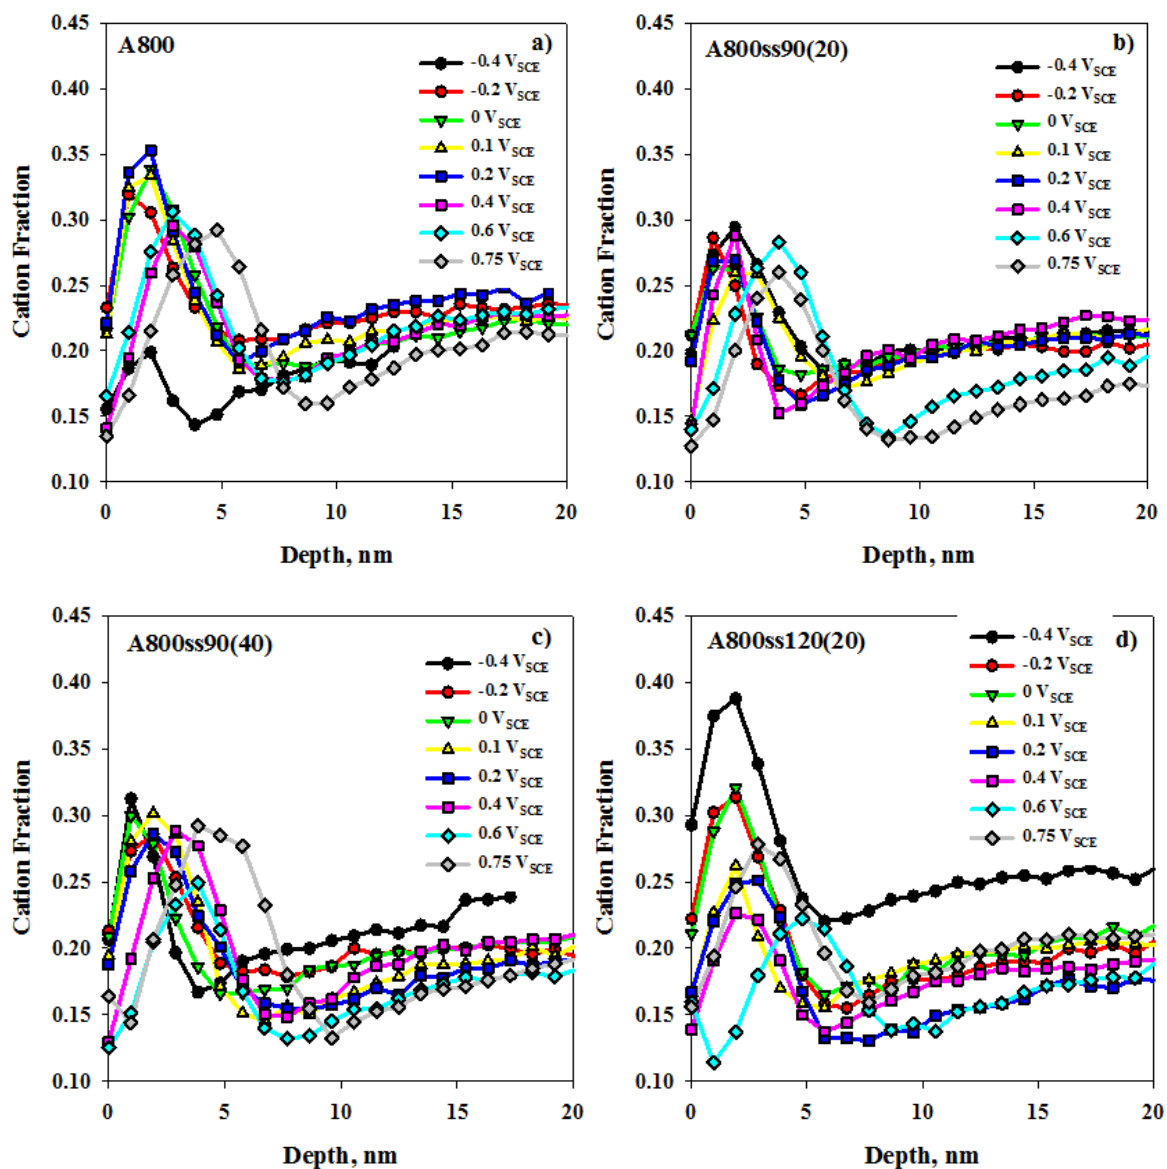 A800
a)
-0.4 VSCE
-0.2 VSCE
0 VSCE
0.1 VSCE
0.2 VSCE
0.4 VSCE
0.6 VSCE
0.75 VSCE
Cation Fraction
0.45
0.40
0.35
0.30
0.25
0.20
0.15
0.10
0 5 10 15 20
Depth, nm
A800ss90(20)
b)
-0.4 VSCE
-0.2 VSCE
0 VSCE
0.1 VSCE
0.2 VSCE
0.4 VSCE
0.6 VSCE
0.75 VSCE
Cation Fraction
0.45
0.40
0.35
0.30
0.25
0.20
0.15
0.10
0 5 10 15 20
Depth, nm
A800ss90(40)
c)
-0.4 VSCE
-0.2 VSCE
0 VSCE
0.1 VSCE
0.2 VSCE
0.4 VSCE
0.6 VSCE
0.75 VSCE
Cation Fraction
0.45
0.40
0.35
0.30
0.25
0.20
0.15
0.10
0 5 10 15 20
Depth, nm
A800ss120(20)
d)
-0.4 VSCE
-0.2 VSCE
0 VSCE
0.1 VSCE
0.2 VSCE
0.4 VSCE
0.6 VSCE
0.75 VSCE
Cation Fraction
0.45
0.40
0.35
0.30
0.25
0.20
0.15
0.10
0 5 10 15 20
Depth, nm